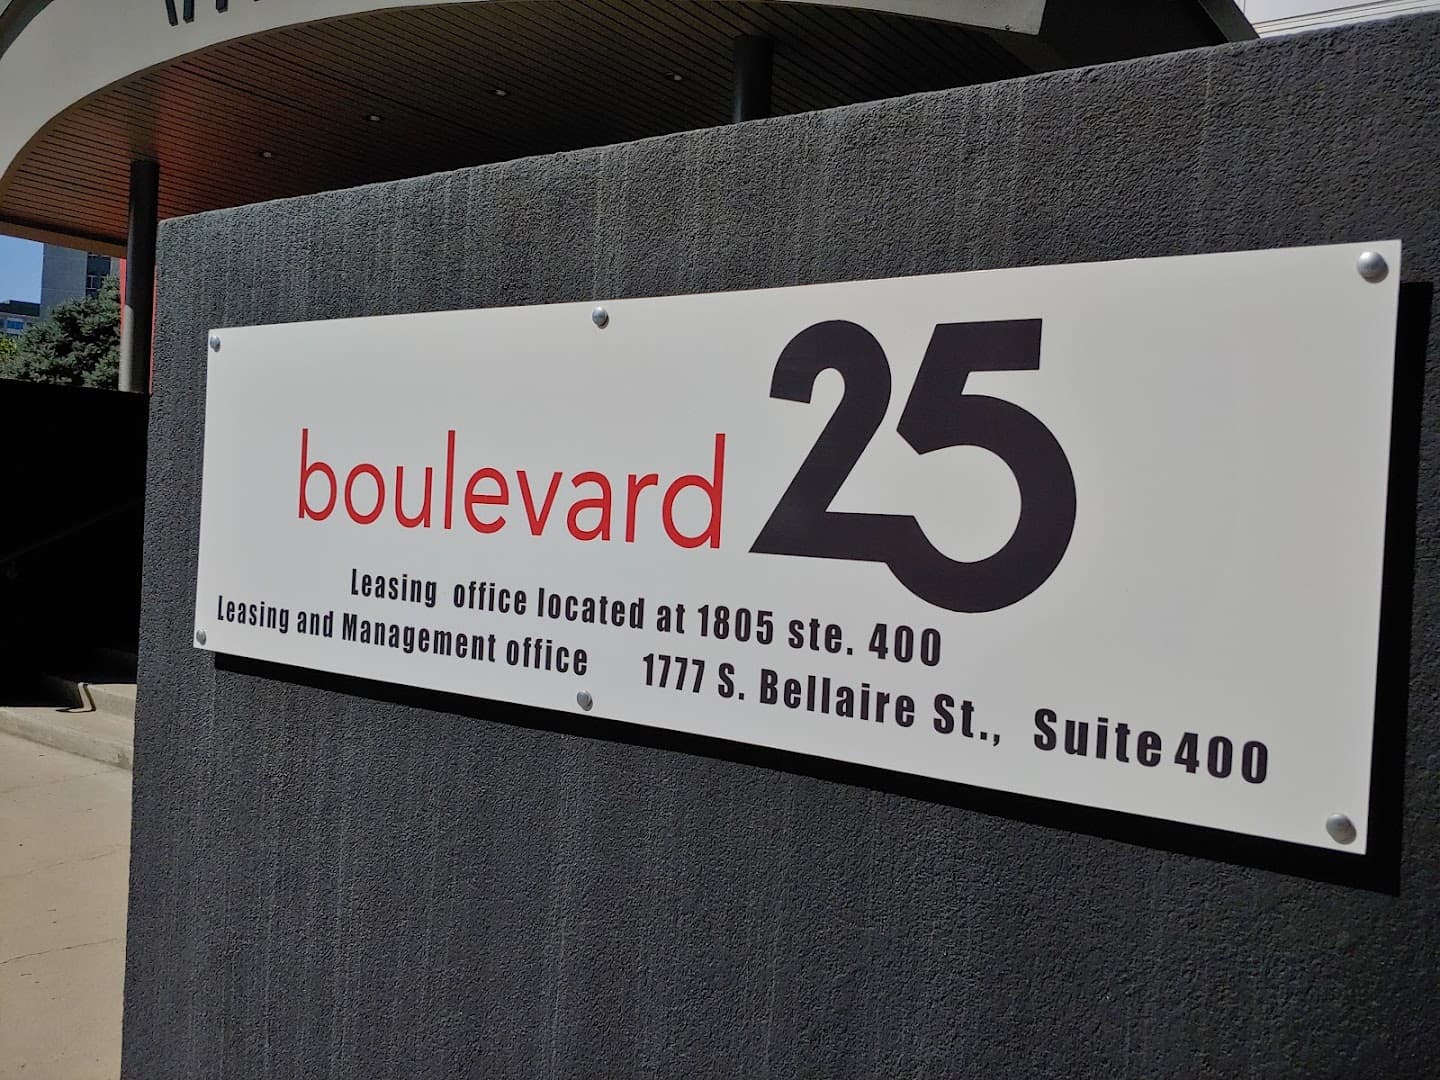 boulevard 25
Leasing office located at 1805 ste. 400
Leasing and Management office 1777 S. Bellaire St., Suite 400